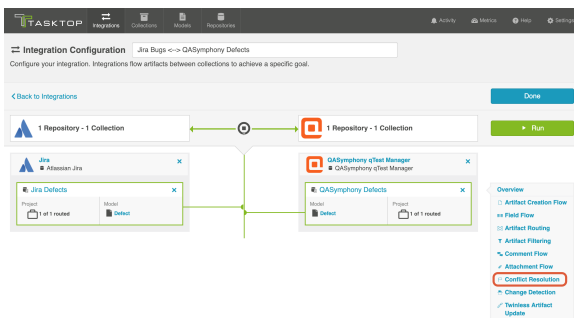 TASKTOP
Integrations
Collections
Models
Repositories
Activity
Metrics
Help
Settings
Integration Configuration
Jira Bugs <--> QASymphony Defects
Configure your integration. Integrations flow artifacts between collections to achieve a specific goal.
Back to Integrations
Done
1 Repository - 1 Collection
1 Repository - 1 Collection
Run
Jira
Atlassian Jira
QASymphony qTest Manager
QASymphony qTest Manager
Jira Defects
QASymphony Defects
Project
Model
Model
Project
1 of 1 routed
Defect
Defect
1 of 1 routed
Overview
Artifact Creation Flow
Field Flow
Artifact Routing
Artifact Filtering
Comment Flow
Attachment Flow
Conflict Resolution
Change Detection
Twinless Artifact
Update